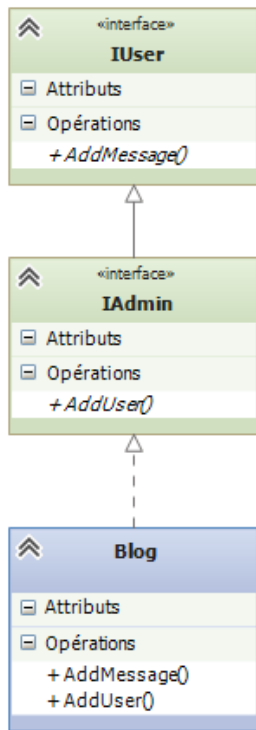 «interface»
IUser
Attributs
Opérations
+ AddMessage()
«interface»
IAdmin
Attributs
Opérations
+ AddUser()
Blog
Attributs
Opérations
+ AddMessage()
+ AddUser()